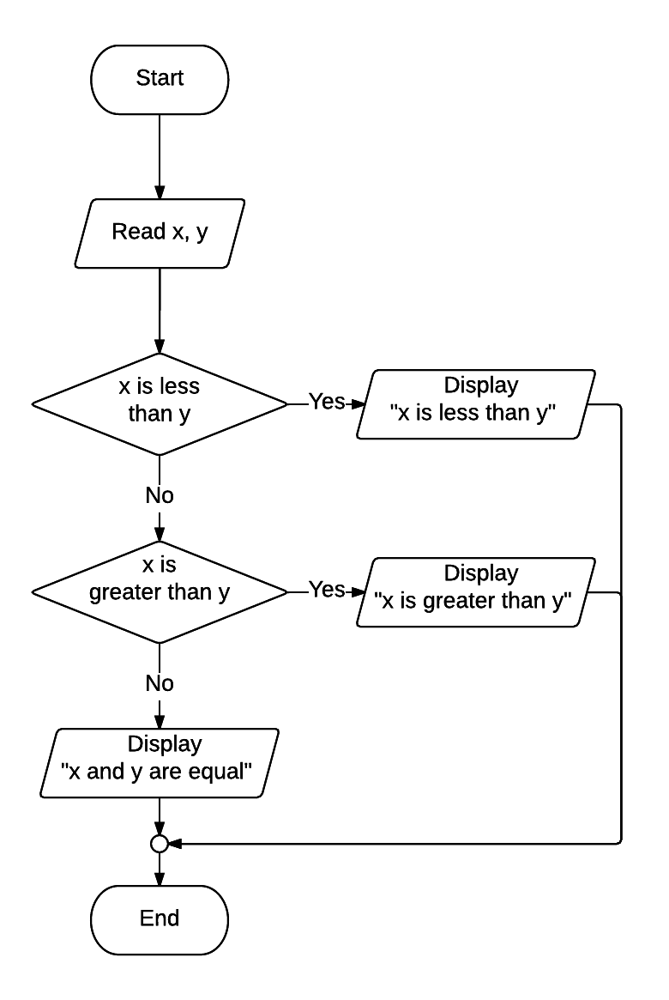 Start
Read x, y
x is less
than y
Yes
Display
"x is less than y"
No
x is
greater than y
Yes
Display
"x is greater than y"
No
Display
"x and y are equal"
End